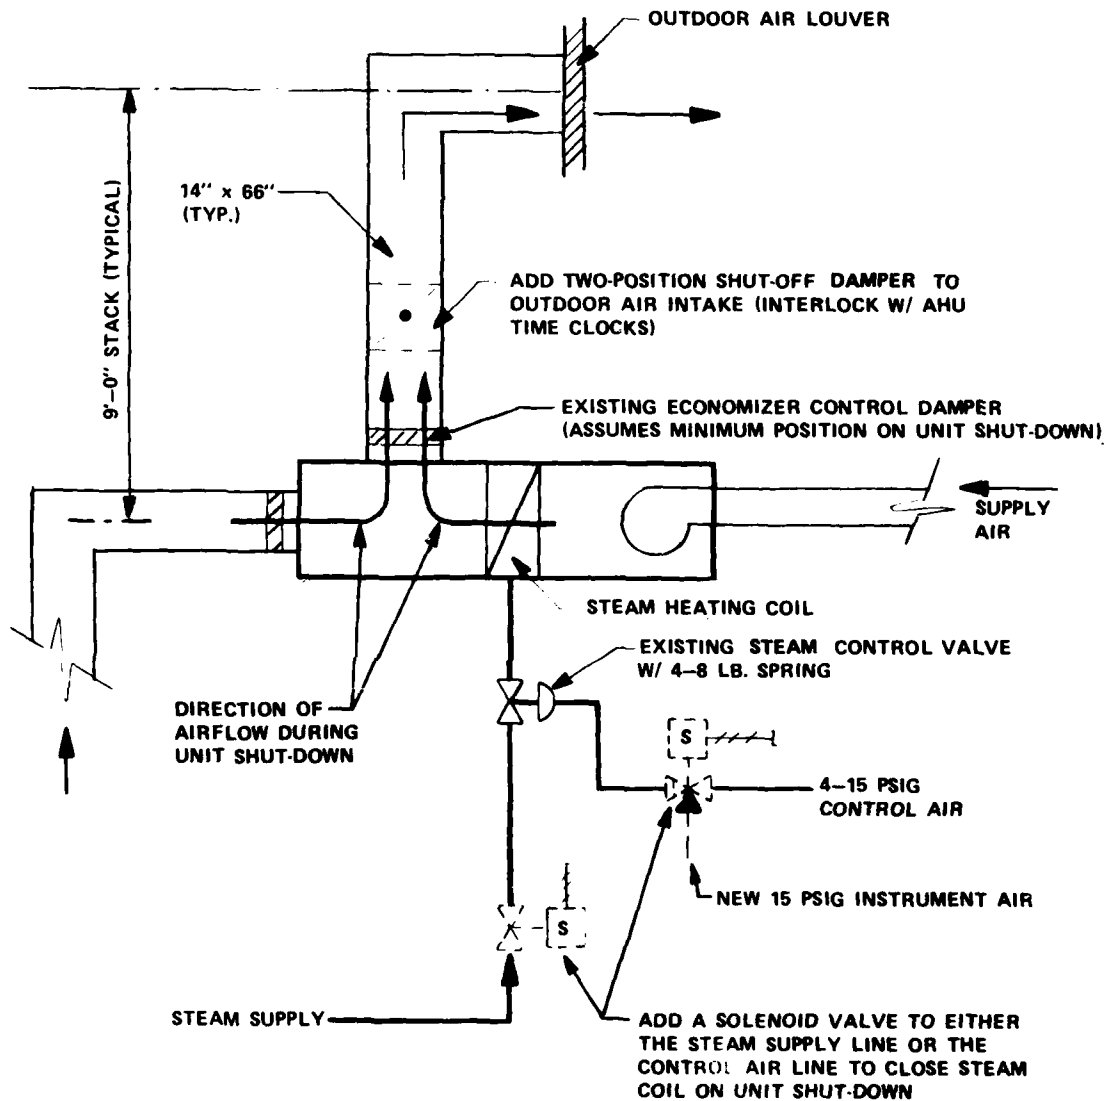 OUTDOOR AIR LOUVER
9'–0" STACK (TYPICAL)
14" x 66"
(TYP.)
ADD TWO-POSITION SHUT-OFF DAMPER TO
OUTDOOR AIR INTAKE (INTERLOCK W/ AHU
TIME CLOCKS)
EXISTING ECONOMIZER CONTROL DAMPER
(ASSUMES MINIMUM POSITION ON UNIT SHUT-DOWN)
SUPPLY
AIR
STEAM HEATING COIL
EXISTING STEAM CONTROL VALVE
W/ 4–8 LB. SPRING
DIRECTION OF
AIRFLOW DURING
UNIT SHUT-DOWN
S
4–15 PSIG
CONTROL AIR
NEW 15 PSIG INSTRUMENT AIR
S
STEAM SUPPLY
ADD A SOLENOID VALVE TO EITHER
THE STEAM SUPPLY LINE OR THE
CONTROL AIR LINE TO CLOSE STEAM
COIL ON UNIT SHUT-DOWN